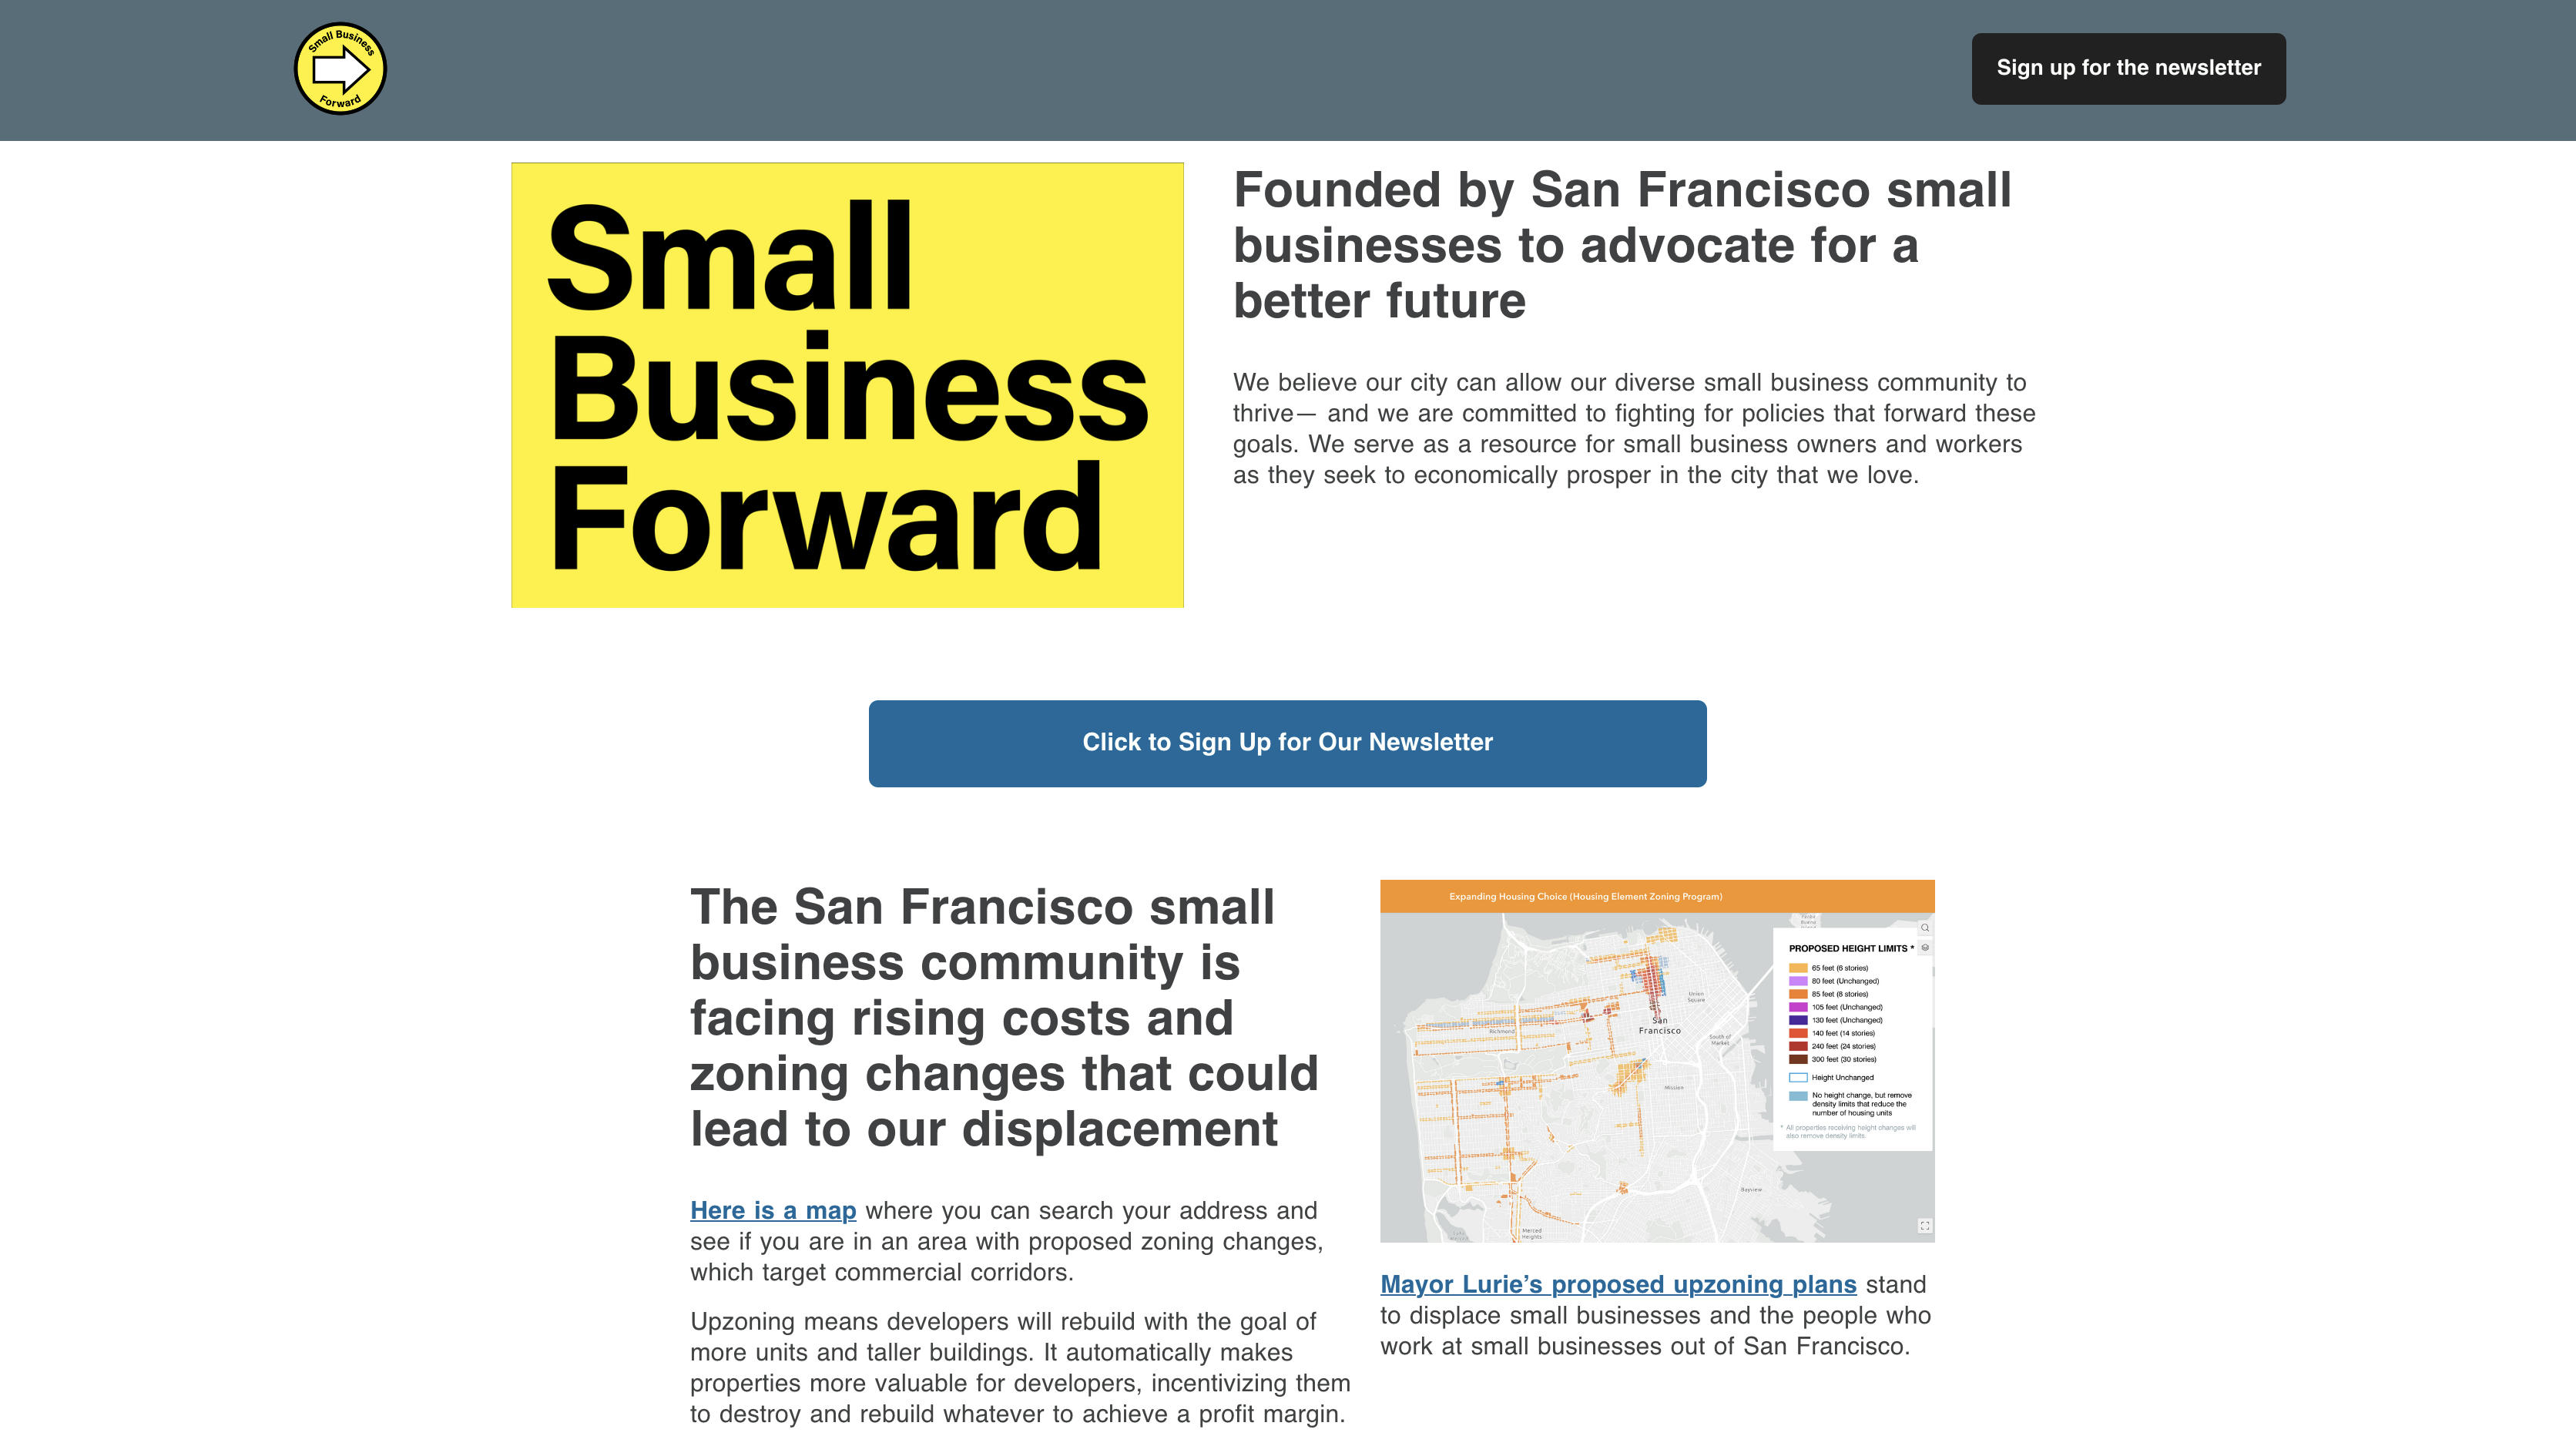 Small Business
Forward
Sign up for the newsletter
Small
Business
Forward
Founded by San Francisco small
businesses to advocate for a
better future
We believe our city can allow our diverse small business community to
thrive— and we are committed to fighting for policies that forward these
goals. We serve as a resource for small business owners and workers
as they seek to economically prosper in the city that we love.
Click to Sign Up for Our Newsletter
The San Francisco small
business community is
facing rising costs and
zoning changes that could
lead to our displacement
Here is a map where you can search your address and
see if you are in an area with proposed zoning changes,
which target commercial corridors.
Upzoning means developers will rebuild with the goal of
more units and taller buildings. It automatically makes
properties more valuable for developers, incentivizing them
to destroy and rebuild whatever to achieve a profit margin.
Expanding Housing Choice (Housing Element Zoning Program)
PROPOSED HEIGHT LIMITS *
65 feet (6 stories)
80 feet (Unchanged)
85 feet (8 stories)
105 feet (Unchanged)
130 feet (Unchanged)
140 feet (14 stories)
240 feet (24 stories)
300 feet (30 stories)
Height Unchanged
No height change, but remove
density limits that reduce the
number of housing units
* All properties receiving height changes will
also remove density limits.
Union
Square
San
Francisco
Richmond
South of
Market
Mission
Bayview
Merced
Heights
Mayor Lurie’s proposed upzoning plans stand
to displace small businesses and the people who
work at small businesses out of San Francisco.